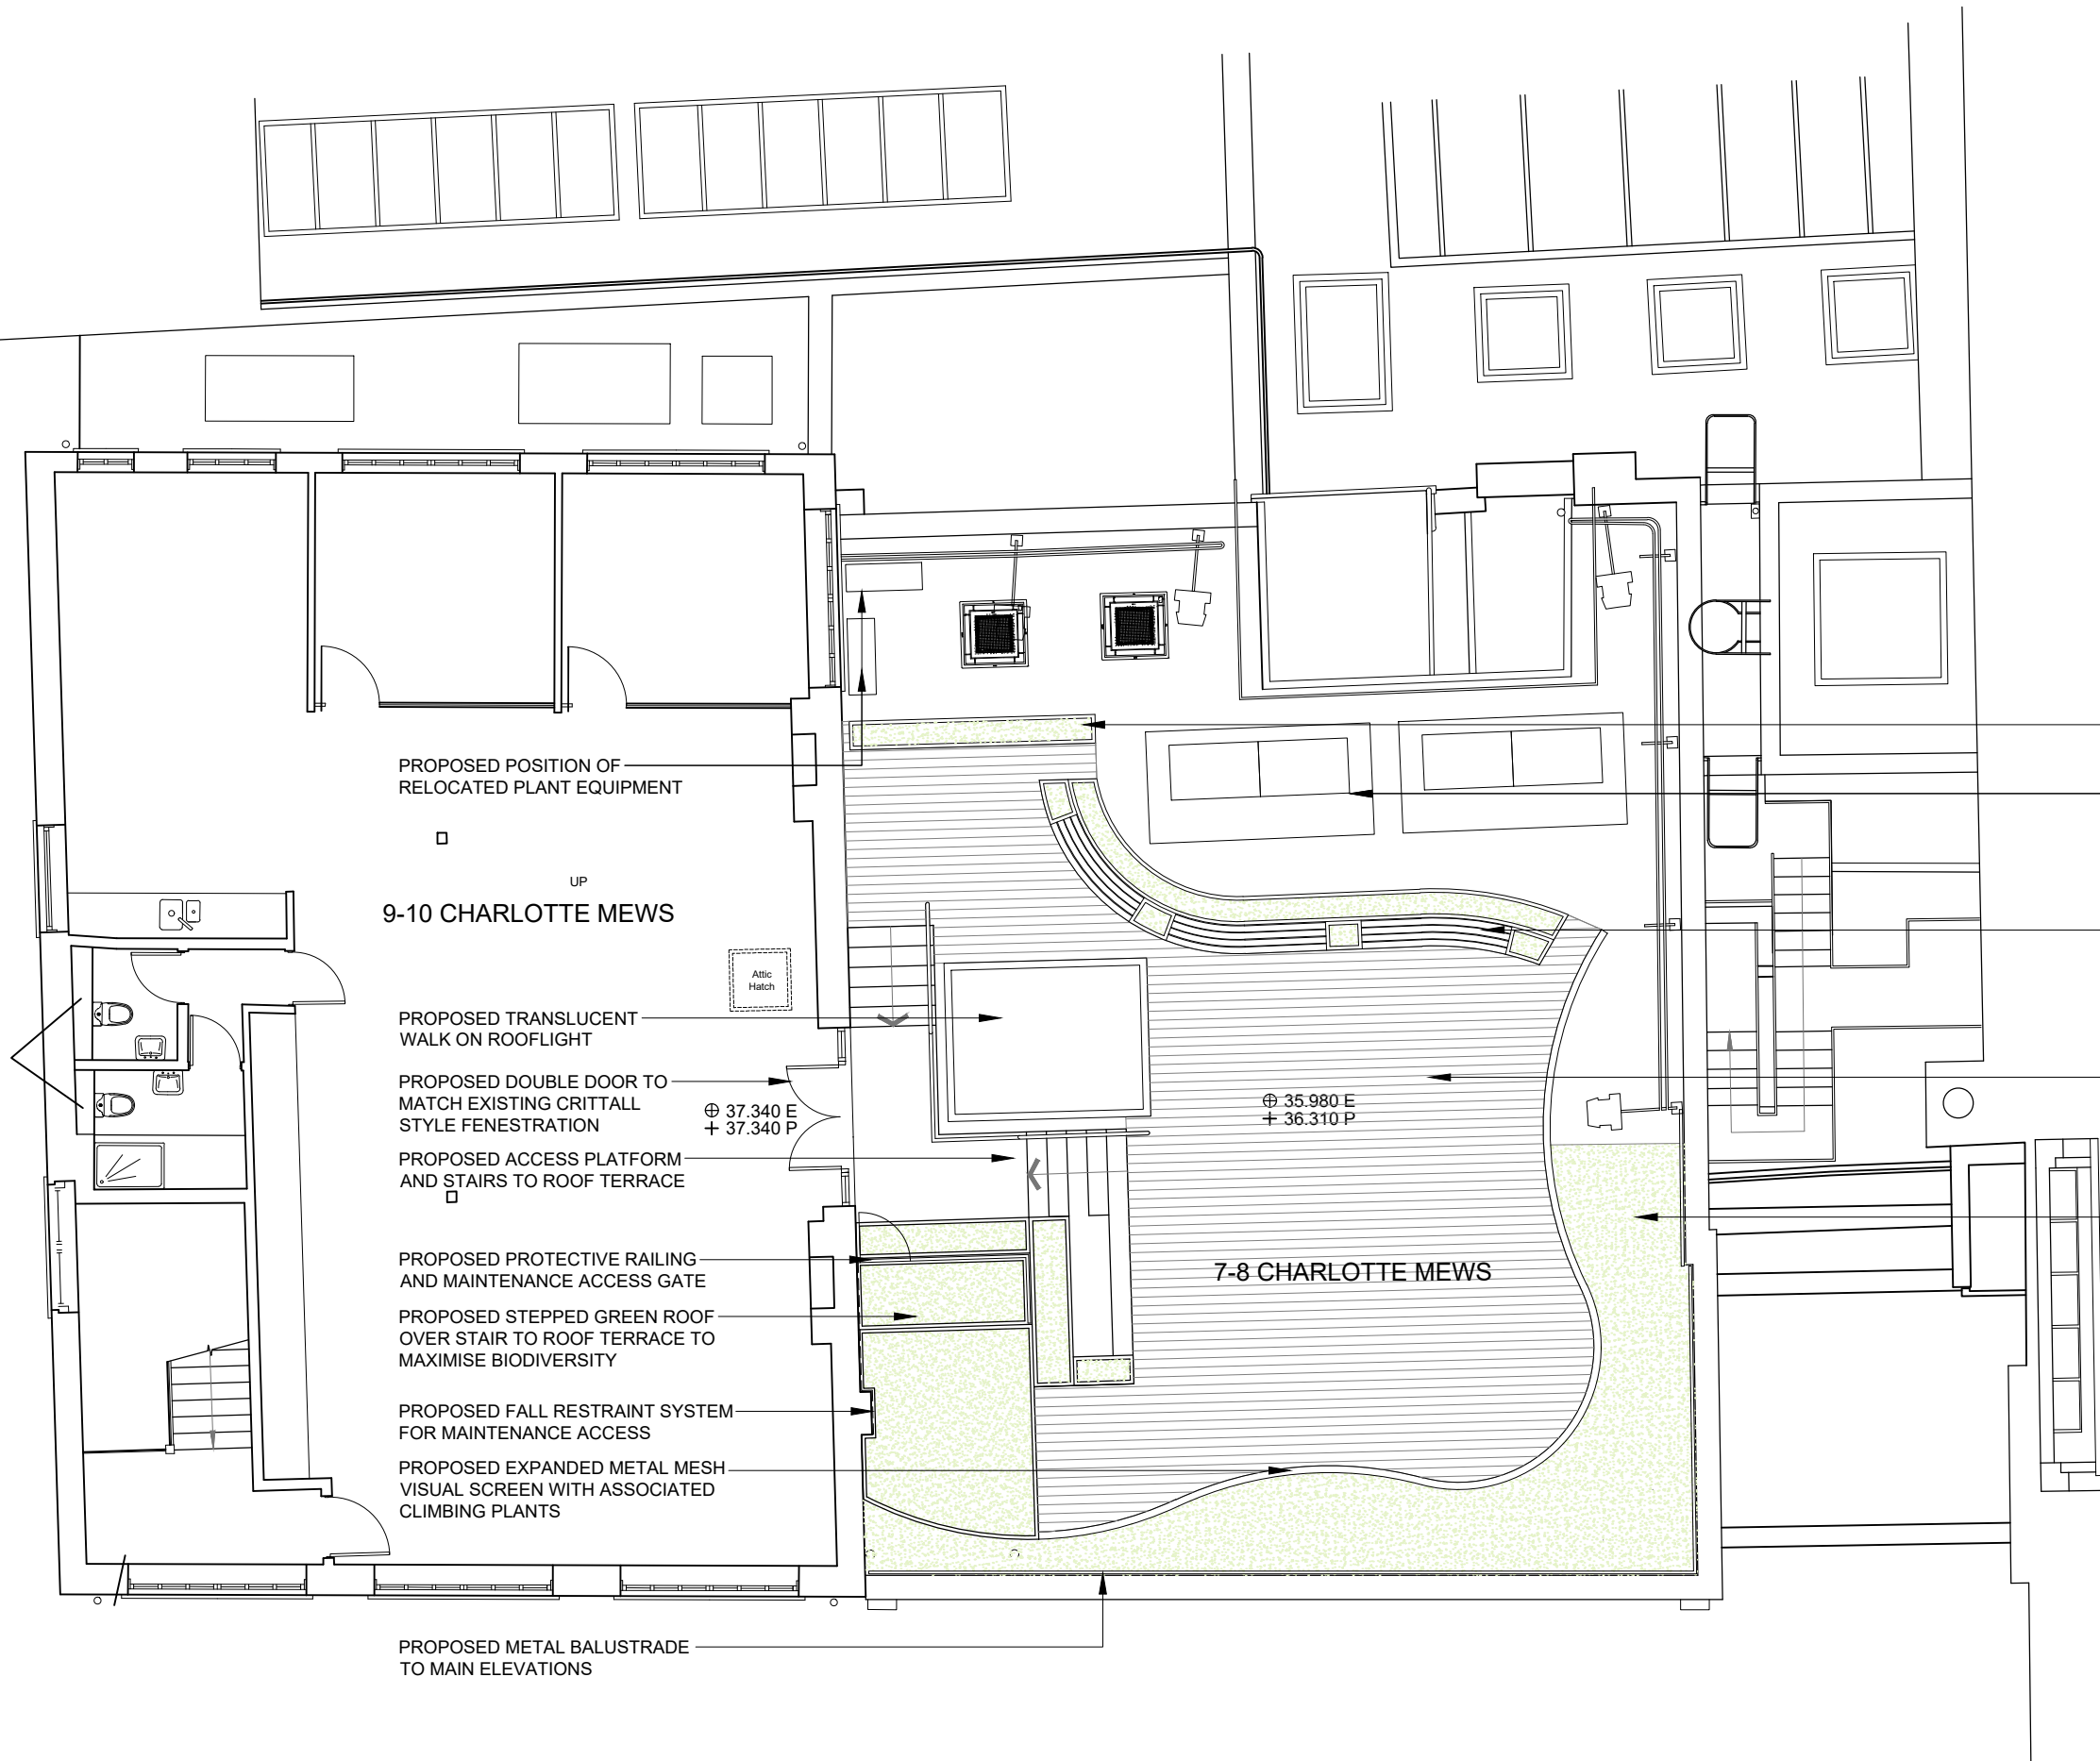 PROPOSED POSITION OF
RELOCATED PLANT EQUIPMENT
UP
9-10 CHARLOTTE MEWS
Attic
Hatch
PROPOSED TRANSLUCENT
WALK ON ROOFLIGHT
PROPOSED DOUBLE DOOR TO
MATCH EXISTING CRITTALL
STYLE FENESTRATION
37.340 E
37.340 P
35.980 E
36.310 P
PROPOSED ACCESS PLATFORM
AND STAIRS TO ROOF TERRACE
PROPOSED PROTECTIVE RAILING
AND MAINTENANCE ACCESS GATE
7-8 CHARLOTTE MEWS
PROPOSED STEPPED GREEN ROOF
OVER STAIR TO ROOF TERRACE TO
MAXIMISE BIODIVERSITY
PROPOSED FALL RESTRAINT SYSTEM
FOR MAINTENANCE ACCESS
PROPOSED EXPANDED METAL MESH
VISUAL SCREEN WITH ASSOCIATED
CLIMBING PLANTS
PROPOSED METAL BALUSTRADE
TO MAIN ELEVATIONS